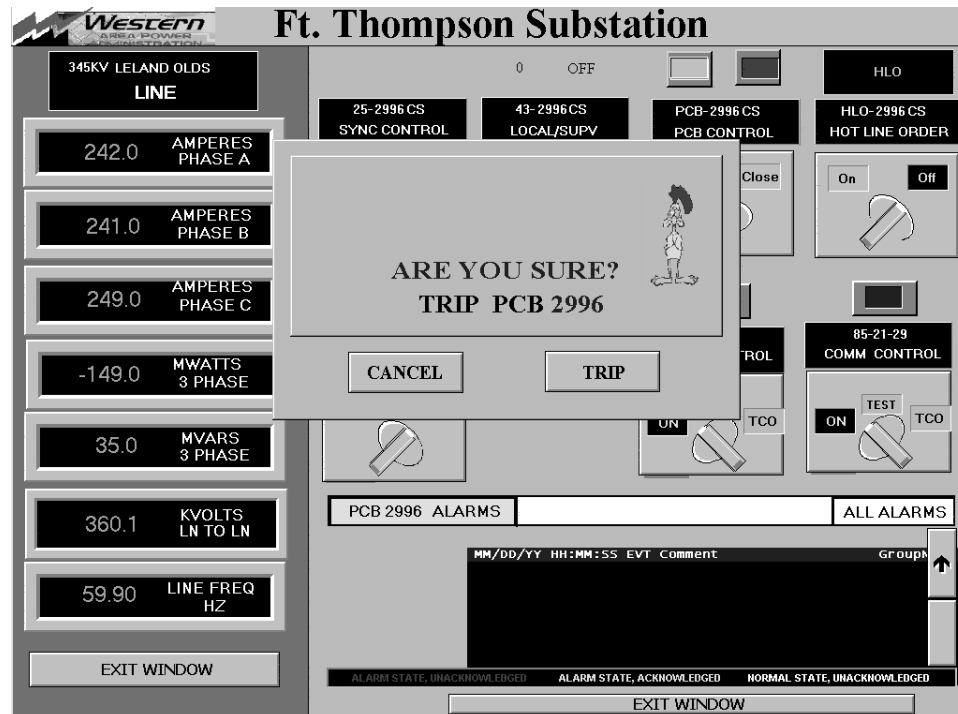 Western
AREA POWER
ADMINISTRATION
Ft. Thompson Substation
345KV LELAND OLDS
LINE
242.0 AMPERES
PHASE A
241.0 AMPERES
PHASE B
249.0 AMPERES
PHASE C
-149.0 MWATTS
3 PHASE
35.0 MVARS
3 PHASE
360.1 KVOLTS
LN TO LN
59.90 LINE FREQ
HZ
EXIT WINDOW
0 OFF
HLO
25-2996 CS
SYNC CONTROL
43-2996 CS
LOCAL/SUPV
PCB-2996 CS
PCB CONTROL
HLO-2996 CS
HOT LINE ORDER
Close
On Off
ARE YOU SURE?
TRIP PCB 2996
CANCEL TRIP
85-21-29
COMM CONTROL
ON TCO
ON TEST TCO
PCB 2996 ALARMS
ALL ALARMS
MM/DD/YY HH:MM:SS EVT Comment
ALARM STATE, UNACKNOWLEDGED ALARM STATE, ACKNOWLEDGED NORMAL STATE, UNACKNOWLEDGED
EXIT WINDOW